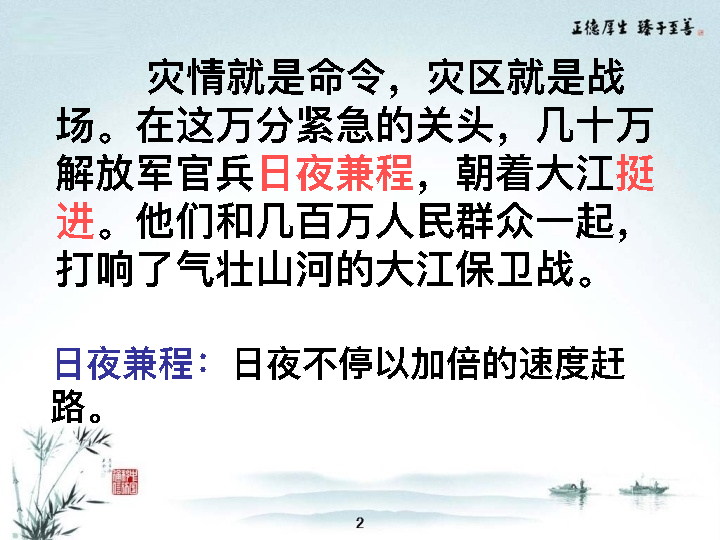 正德厚生 臻于至善
灾情就是命令，灾区就是战
场。在这万分紧急的关头，几十万
解放军官兵日夜兼程，朝着大江挺
进。他们和几百万人民群众一起，
打响了气壮山河的大江保卫战。
日夜兼程：日夜不停以加倍的速度赶
路。
2